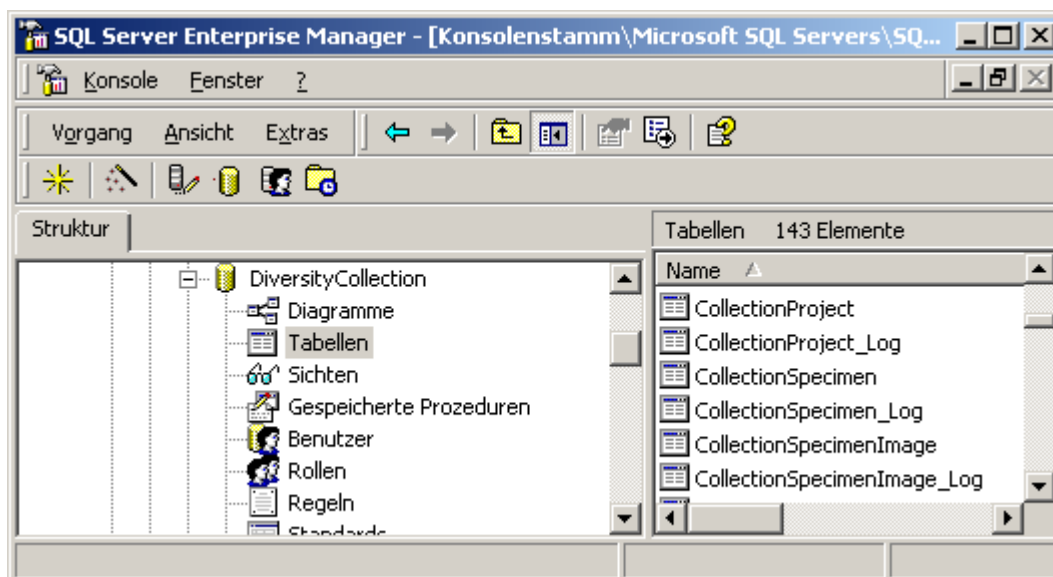 SQL Server Enterprise Manager - [Konsolenstamm\Microsoft SQL Servers\SQ...
Konsole Fenster ?
Vorgang Ansicht Extras
Struktur
Tabellen 143 Elemente
DiversityCollection
Diagramme
Tabellen
Sichten
Gespeicherte Prozeduren
Benutzer
Rollen
Regeln
Standards
Name
CollectionProject
CollectionProject_Log
CollectionSpecimen
CollectionSpecimen_Log
CollectionSpecimenImage
CollectionSpecimenImage_Log